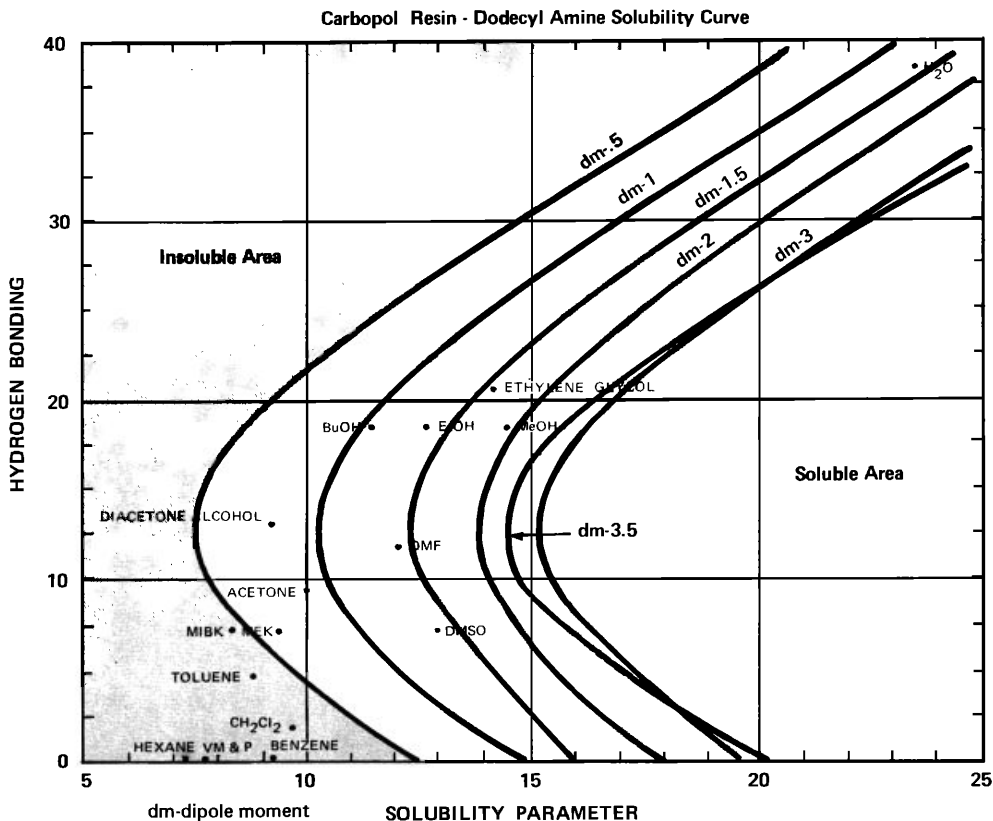 Carbopol Resin - Dodecyl Amine Solubility Curve
40
H2O
dm-.5
dm-1
dm-1.5
30
dm-2
dm-3
Insoluble Area
HYDROGEN BONDING
ETHYLENE GLYCOL
20
BuOH
EtOH
MeOH
Soluble Area
DIACETONE ALCOHOL
dm-3.5
DMF
10
ACETONE
MIBK
MEK
DMSO
TOLUENE
CH2Cl2
HEXANE VM & P BENZENE
0
5 10 15 20 25
dm-dipole moment
SOLUBILITY PARAMETER